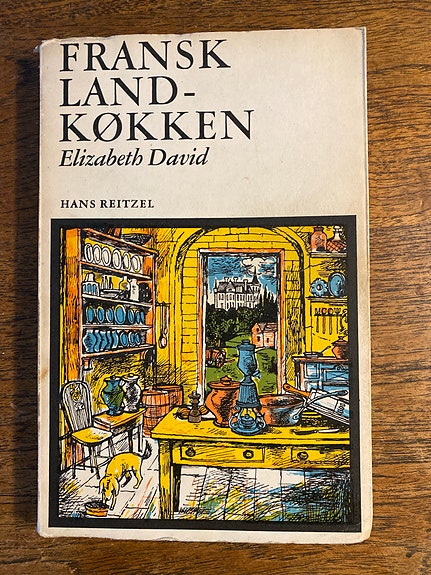 FRANSK
LAND-
KØKKEN
Elizabeth David
HANS REITZEL